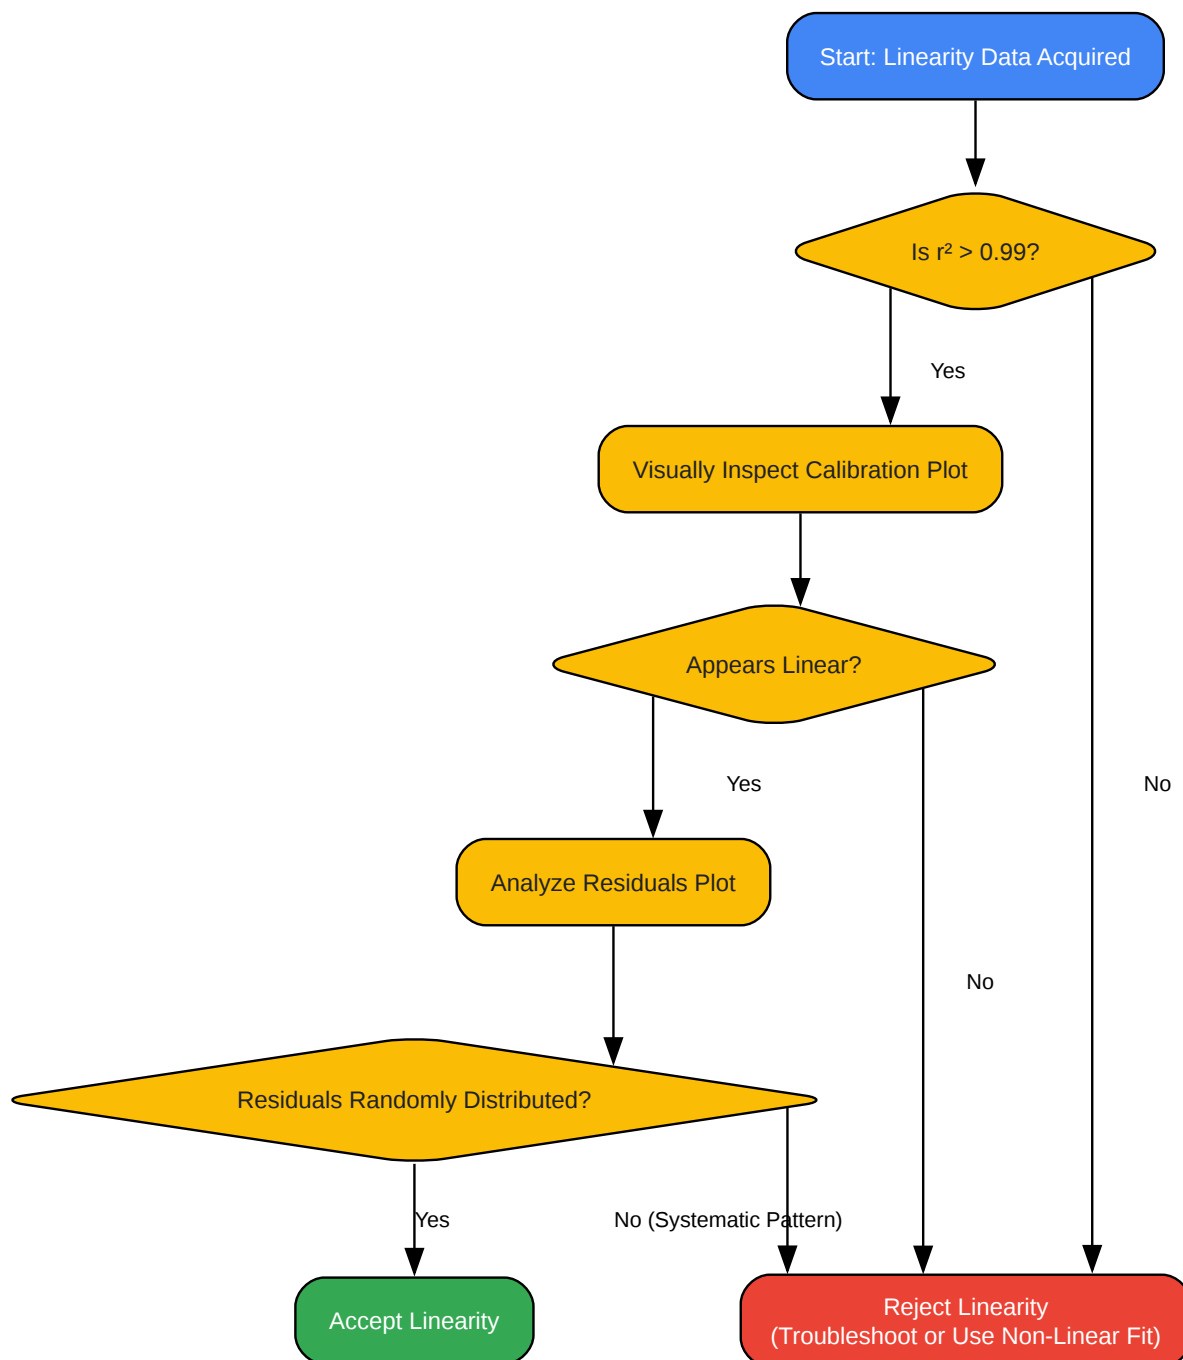 Start: Linearity Data Acquired
Is r² > 0.99?
Yes
Visually Inspect Calibration Plot
Appears Linear?
Yes
No
Analyze Residuals Plot
No
Residuals Randomly Distributed?
Yes
No (Systematic Pattern)
Accept Linearity
Reject Linearity
(Troubleshoot or Use Non-Linear Fit)